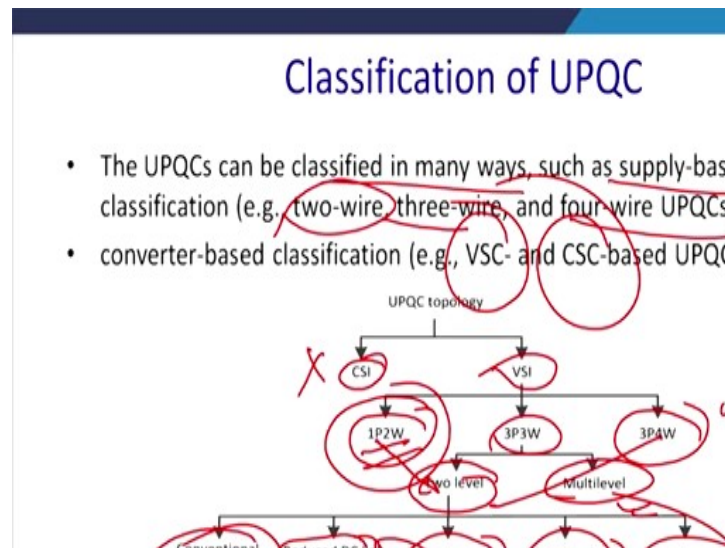 Classification of UPQC
• The UPQCs can be classified in many ways, such as supply-bas
classification (e.g., two-wire, three-wire, and four-wire UPQCs
• converter-based classification (e.g., VSC- and CSC-based UPQC
UPQC topology
CSI VSI
1P2W 3P3W 3P4W
Two level Multilevel
Conventional